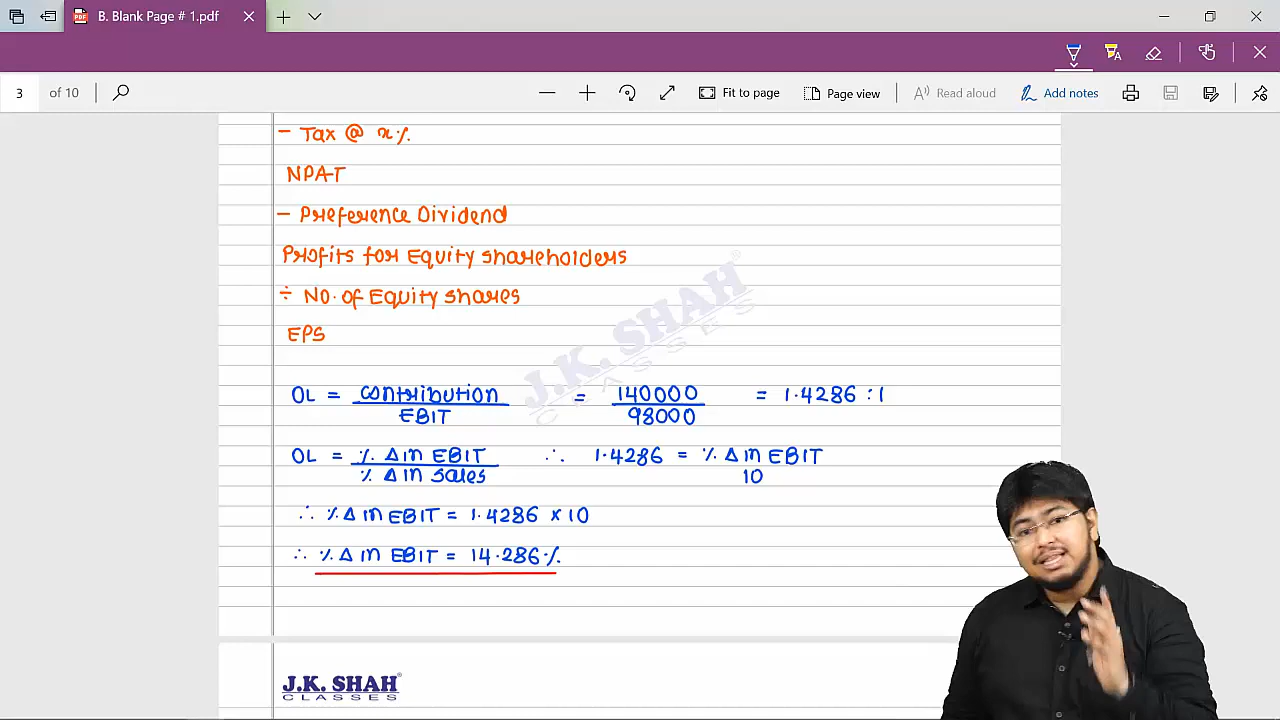 B. Blank Page # 1.pdf
3 of 10 Fit to page Page view Read aloud Add notes
- Tax @ x%
NPAT
- Preference Dividend
Profits for Equity shareholders
÷ No. of Equity shares
EPS
J.K. SHAH
CLASSES
OL = Contribution / EBIT = 140000 / 98000 = 1.4286 : 1
OL = % Δ in EBIT / % Δ in Sales ∴ 1.4286 = % Δ in EBIT / 10
∴ % Δ in EBIT = 1.4286 × 10
∴ % Δ in EBIT = 14.286%
J.K. SHAH
CLASSES